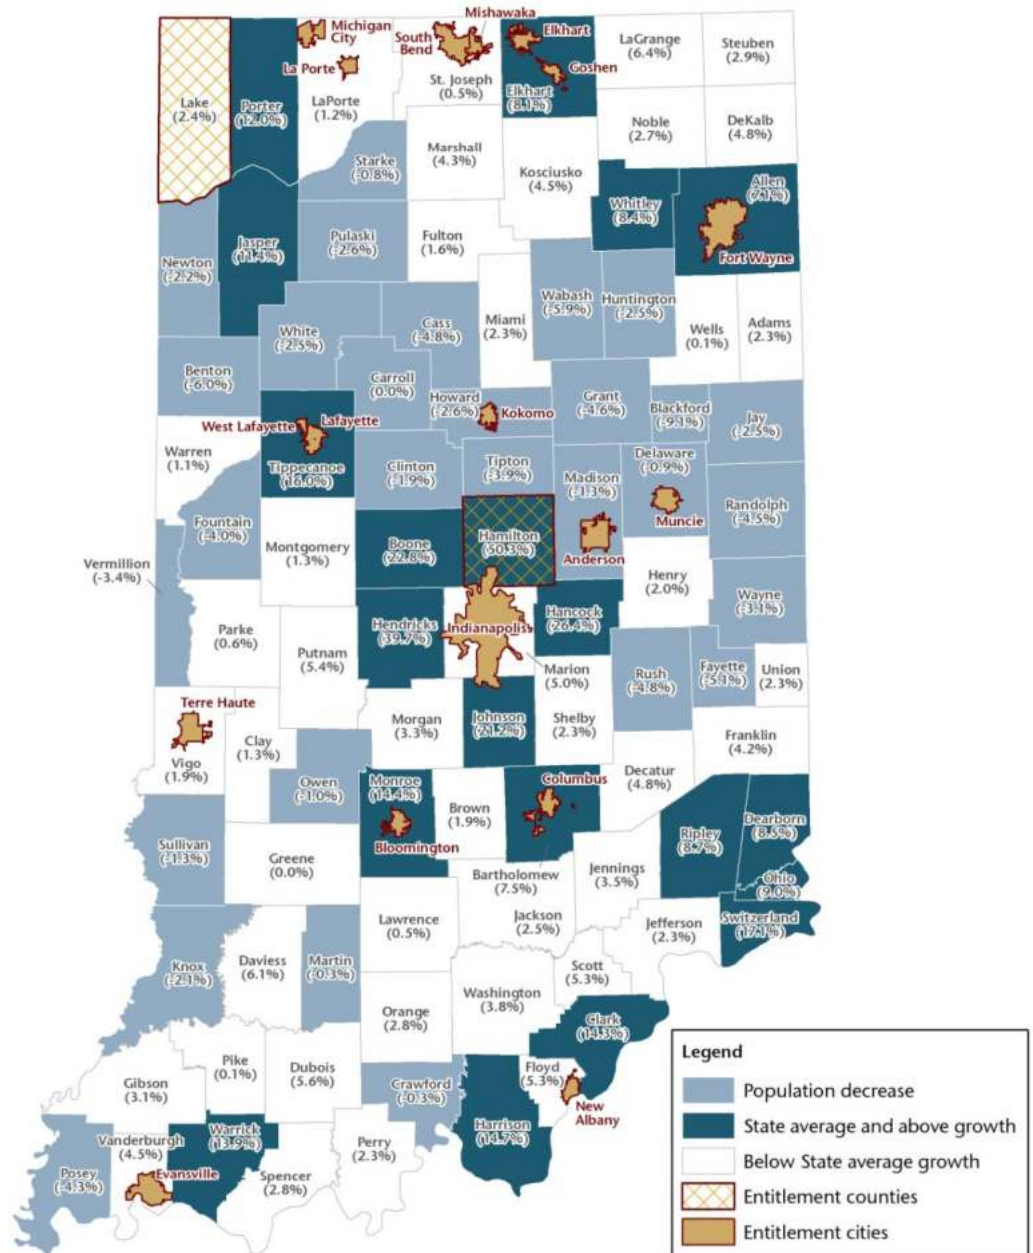 Mishawaka
Michigan
City
South
Bend
Elkhart
La Porte
Goshen
LaGrange
(6.4%)
Steuben
(2.9%)
Lake
(2.4%)
Porter
(12.0%)
LaPorte
(1.2%)
St. Joseph
(0.5%)
Elkhart
(8.1%)
Noble
(2.7%)
DeKalb
(4.8%)
Starke
(-0.8%)
Marshall
(4.3%)
Kosciusko
(4.5%)
Whitley
(8.4%)
Allen
(7.1%)
Fort Wayne
Newton
(-2.2%)
Jasper
(11.4%)
Pulaski
(-2.6%)
Fulton
(1.6%)
White
(-2.5%)
Cass
(-4.8%)
Miami
(2.3%)
Wabash
(-5.9%)
Huntington
(-2.5%)
Wells
(0.1%)
Adams
(2.3%)
Benton
(-6.0%)
Carroll
(0.0%)
Howard
(-2.6%)
Kokomo
Grant
(-4.6%)
Blackford
(-9.1%)
Jay
(-2.5%)
West Lafayette
Lafayette
Warren
(1.1%)
Tippecanoe
(16.0%)
Clinton
(-1.9%)
Tipton
(-3.9%)
Madison
(-1.3%)
Anderson
Delaware
(-0.9%)
Muncie
Randolph
(-4.5%)
Fountain
(-4.0%)
Vermillion
(-3.4%)
Montgomery
(1.3%)
Boone
(22.8%)
Hamilton
(50.3%)
Henry
(2.0%)
Wayne
(-3.1%)
Parke
(0.6%)
Putnam
(5.4%)
Hendricks
(39.7%)
Indianapolis
Hancock
(26.4%)
Marion
(5.0%)
Rush
(-4.8%)
Fayette
(-5.1%)
Union
(2.3%)
Terre Haute
Vigo
(1.9%)
Clay
(1.3%)
Morgan
(3.3%)
Johnson
(21.2%)
Shelby
(2.3%)
Franklin
(4.2%)
Owen
(-1.0%)
Monroe
(14.4%)
Bloomington
Brown
(1.9%)
Columbus
Decatur
(4.8%)
Sullivan
(-1.3%)
Greene
(0.0%)
Bartholomew
(7.5%)
Jennings
(3.5%)
Ripley
(8.7%)
Dearborn
(8.5%)
Ohio
(9.0%)
Switzerland
(17.1%)
Knox
(-2.1%)
Daviess
(6.1%)
Martin
(-0.3%)
Lawrence
(0.5%)
Jackson
(2.5%)
Jefferson
(2.3%)
Orange
(2.8%)
Washington
(3.8%)
Scott
(5.3%)
Clark
(14.3%)
Gibson
(3.1%)
Pike
(0.1%)
Dubois
(5.6%)
Crawford
(-0.3%)
Harrison
(14.7%)
Floyd
(5.3%)
New
Albany
Posey
(-4.3%)
Vanderburgh
(4.5%)
Evansville
Warrick
(13.9%)
Spencer
(2.8%)
Perry
(2.3%)
Legend
Population decrease
State average and above growth
Below State average growth
Entitlement counties
Entitlement cities